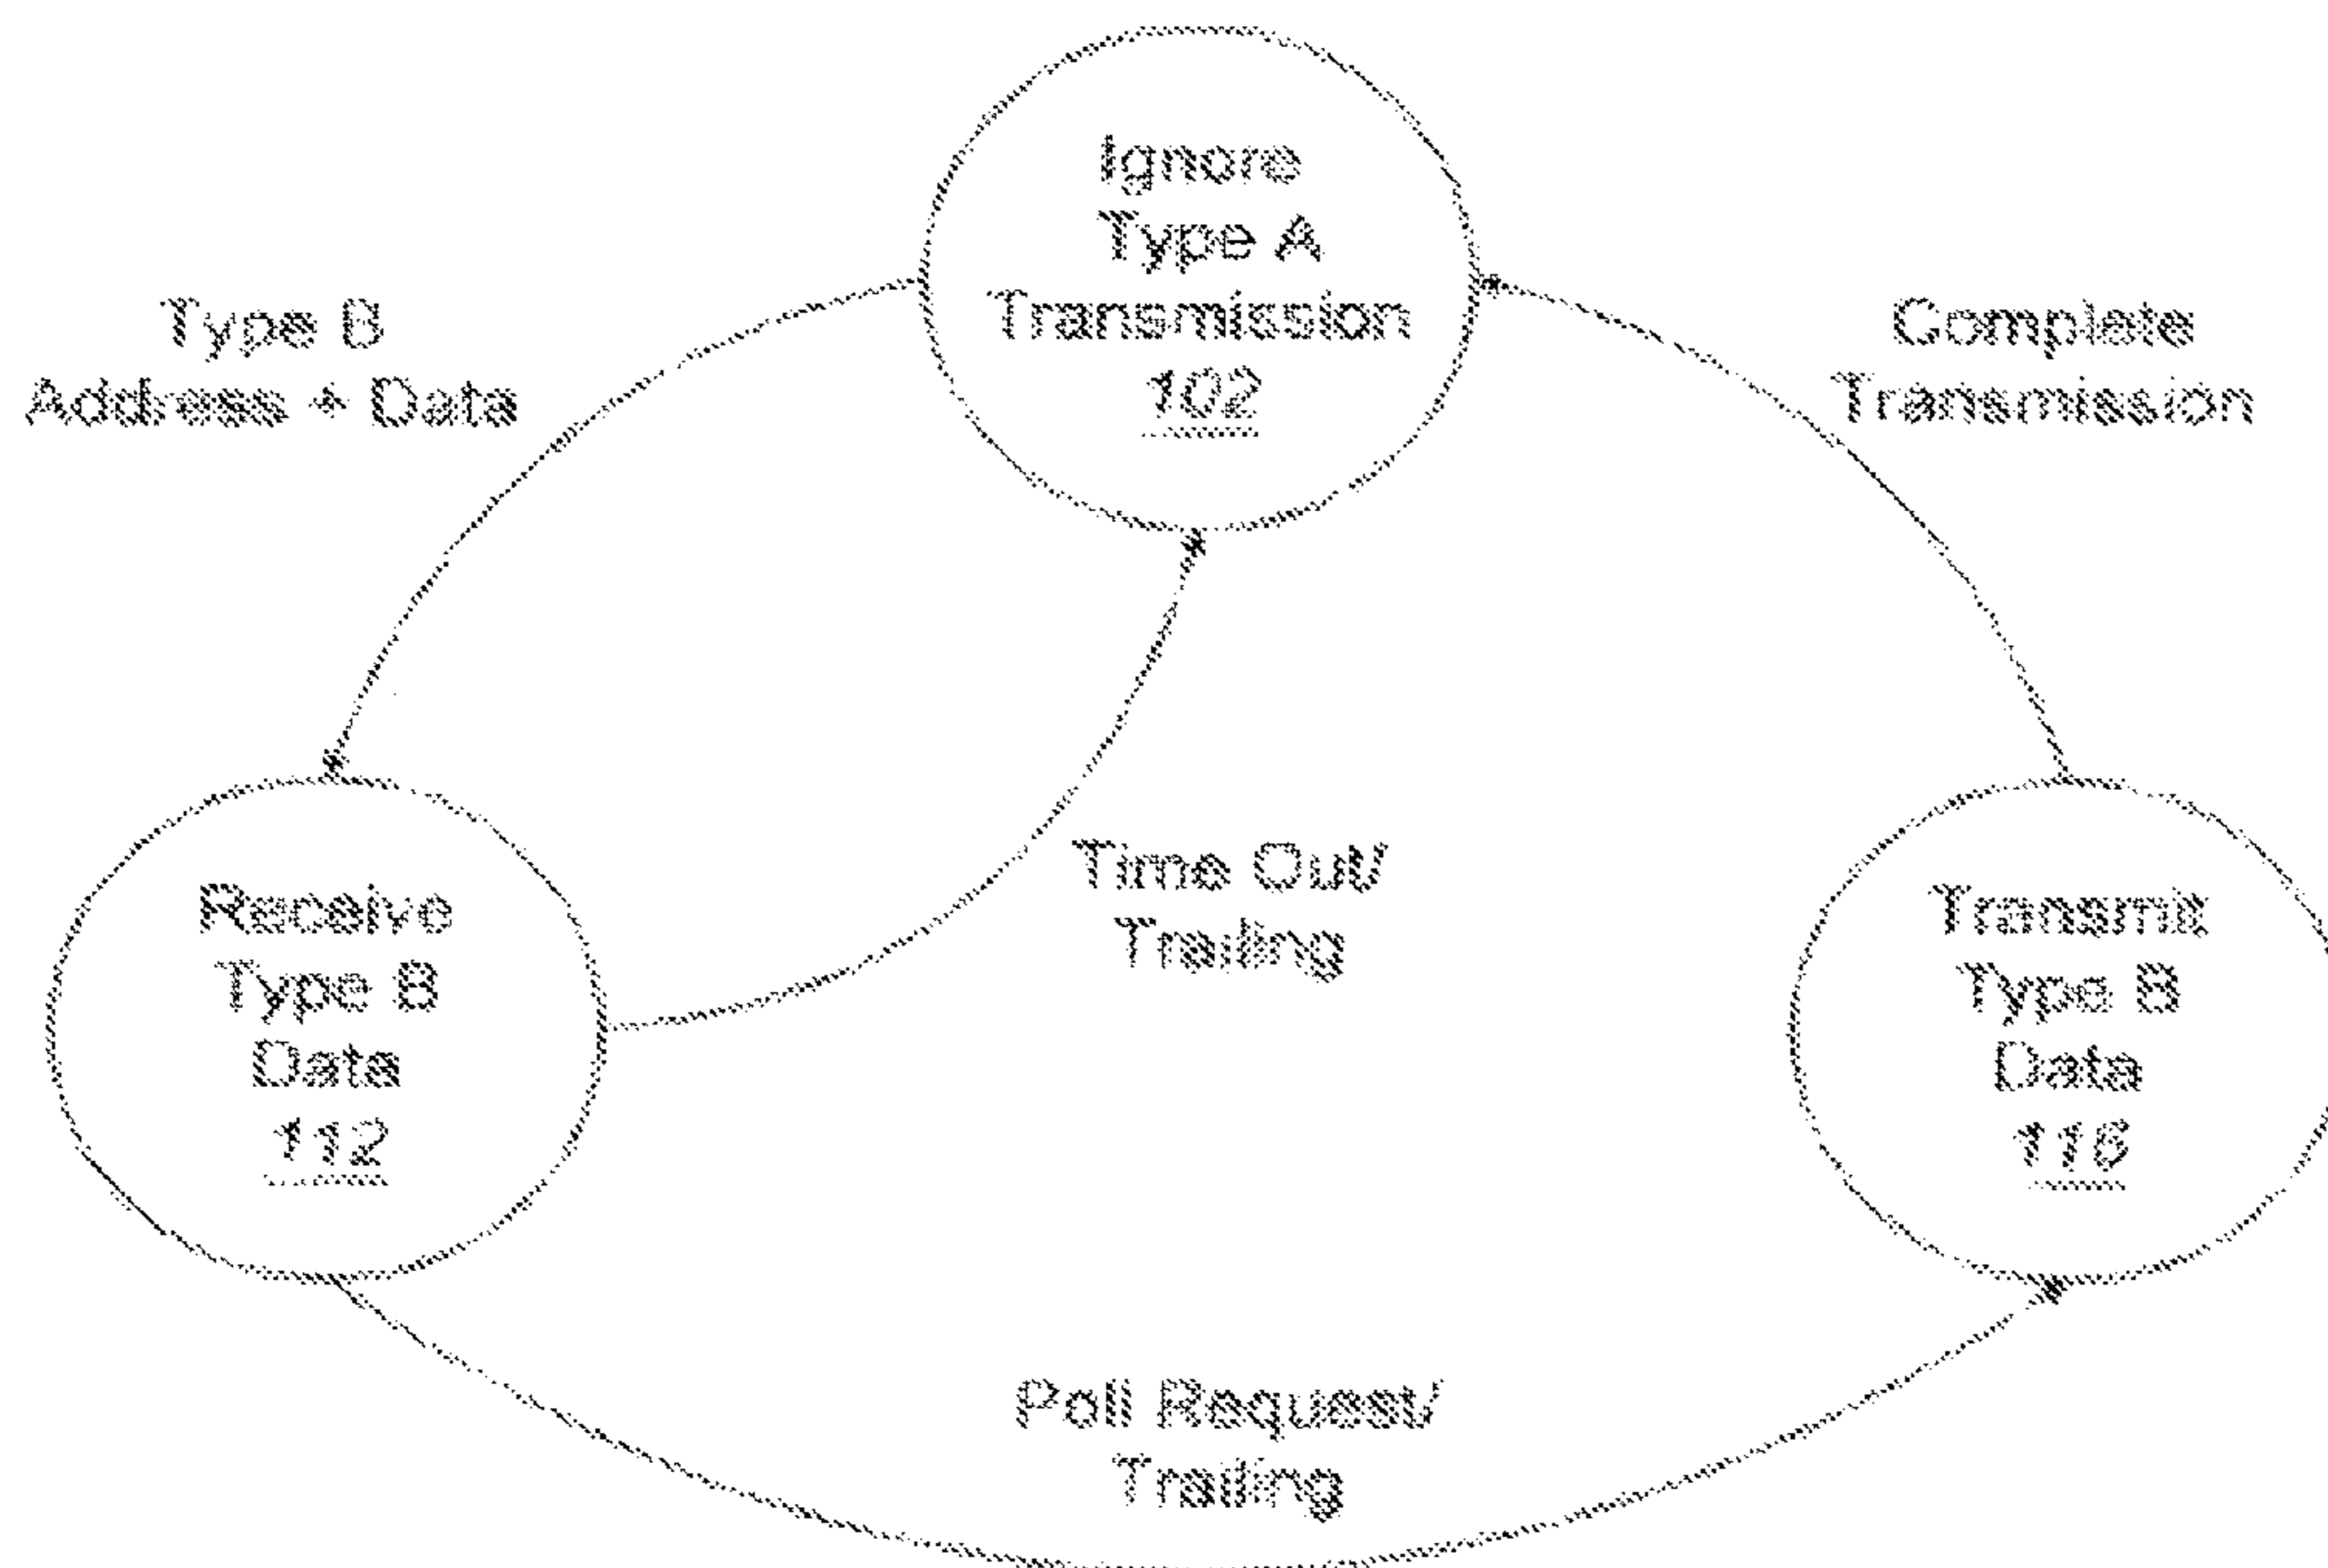 Ignore
Type A
Transmission
102
Type B
Address + Data
Complete
Transmission
Time Out/
Trailing
Receive
Type B
Data
112
Transmit
Type B
Data
116
Poll Request/
Trailing